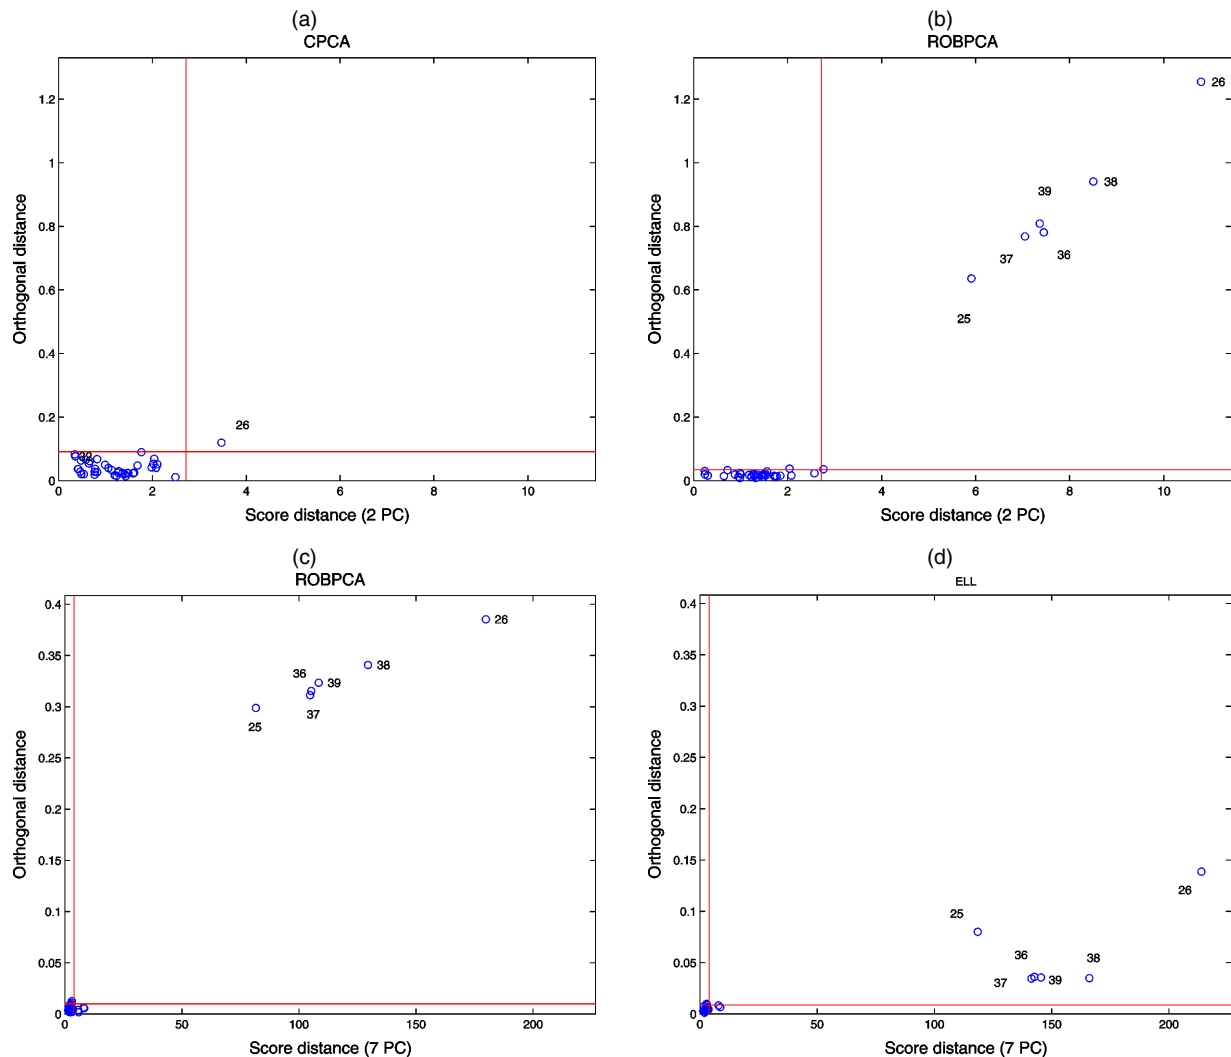 (a)
CPCA
Orthogonal distance
1.2
1
0.8
0.6
0.4
0.2
0
26
32
0 2 4 6 8 10
Score distance (2 PC)
(b)
ROBPCA
Orthogonal distance
1.2
1
0.8
0.6
0.4
0.2
0
26
38
39
36
37
25
0 2 4 6 8 10
Score distance (2 PC)
(c)
ROBPCA
Orthogonal distance
0.4
0.35
0.3
0.25
0.2
0.15
0.1
0.05
0
26
38
36
39
37
25
0 50 100 150 200
Score distance (7 PC)
(d)
ELL
Orthogonal distance
0.4
0.35
0.3
0.25
0.2
0.15
0.1
0.05
0
26
25
36
38
37
39
0 50 100 150 200
Score distance (7 PC)